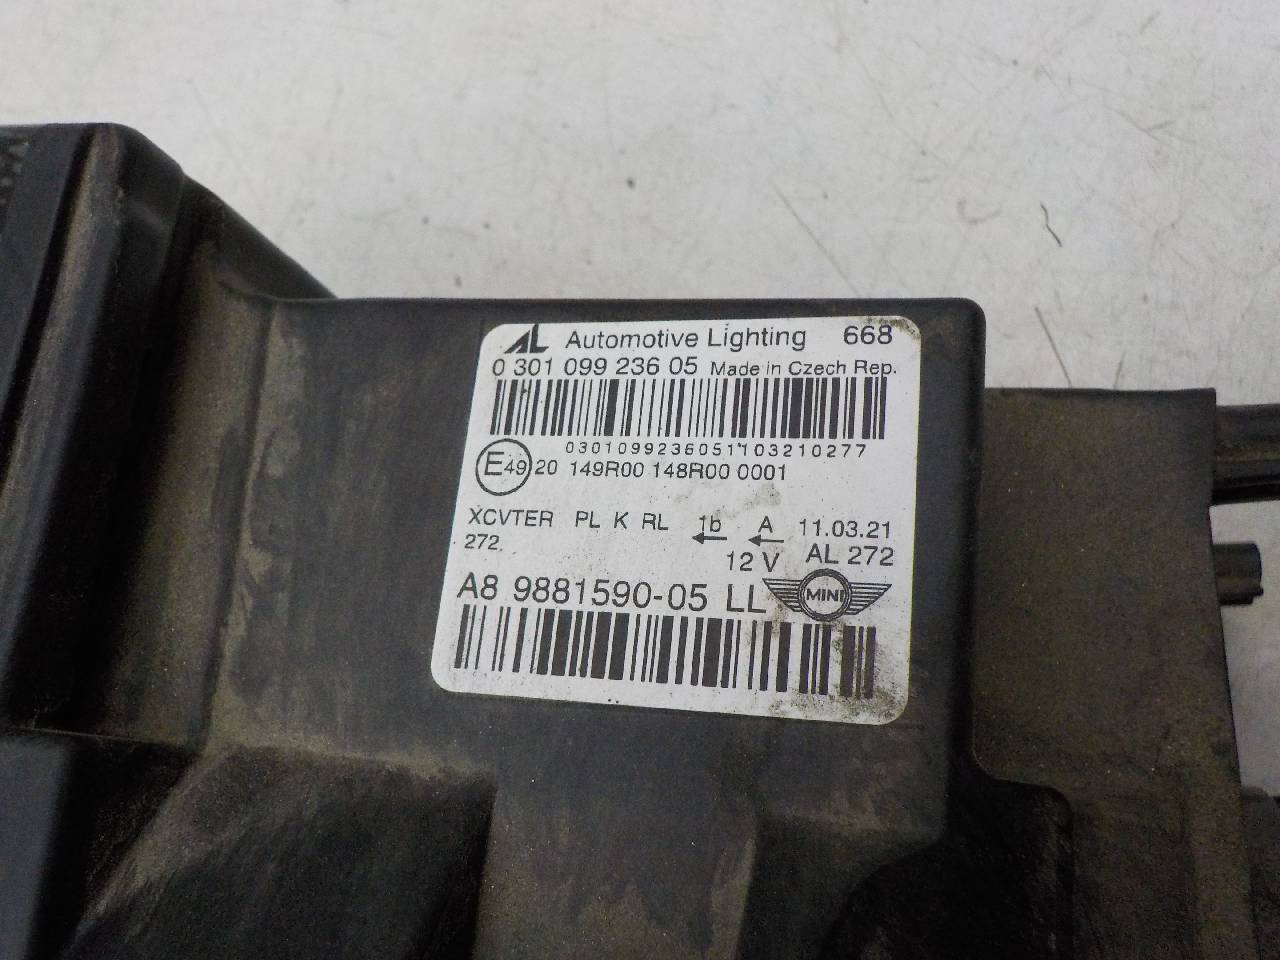 AL Automotive Lighting 668
0 301 099 236 05 Made in Czech Rep.
0301099236051103210277
E49 20 149R00 148R00 0001
XCVTER PL K RL 1b A 11.03.21
272 12 V AL 272
A8 9881590-05 LL MINI